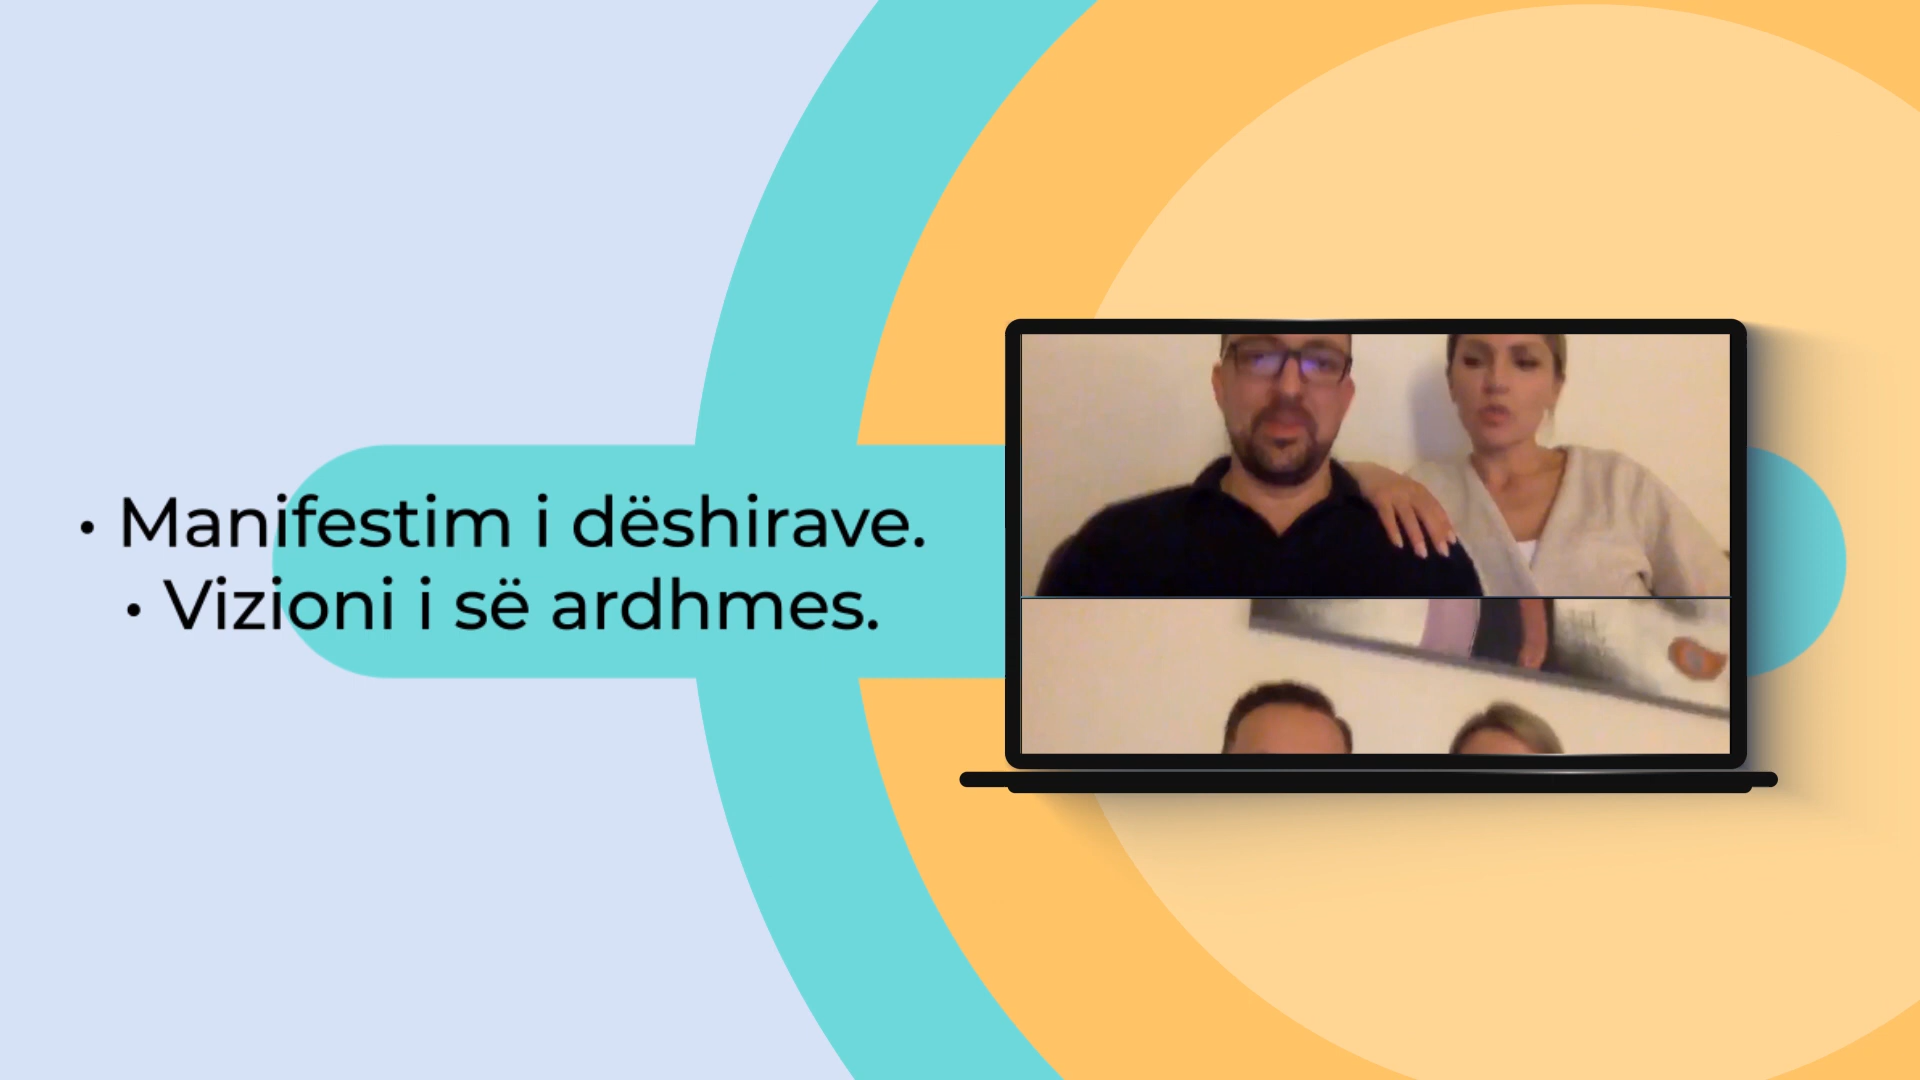 • Manifestim i dëshirave.
• Vizioni i së ardhmes.